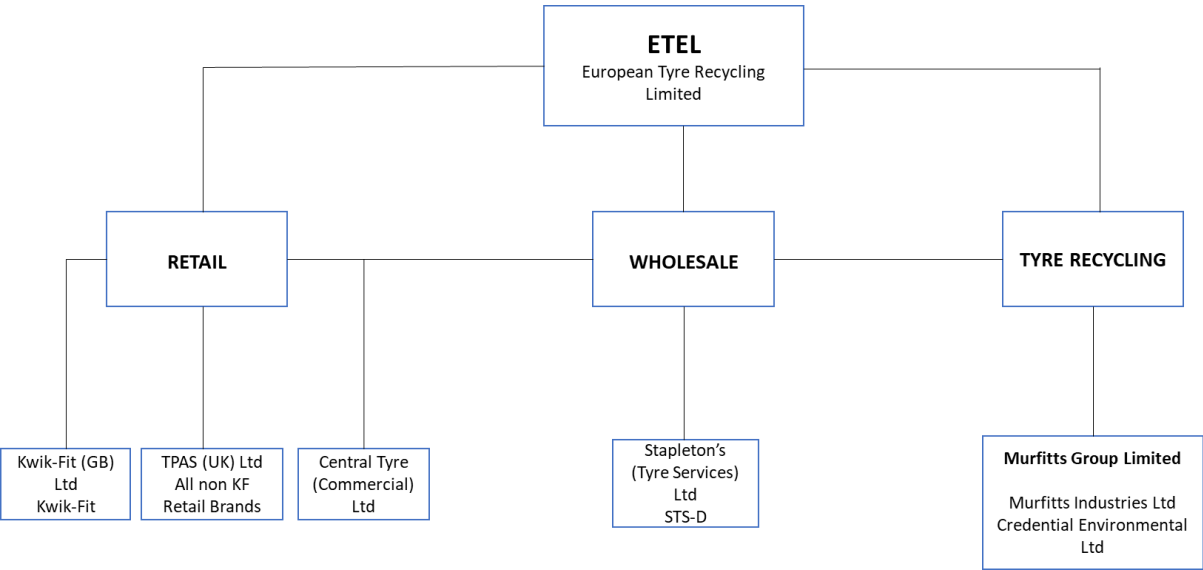 ETEL
European Tyre Recycling
Limited
RETAIL
WHOLESALE
TYRE RECYCLING
Kwik-Fit (GB)
Ltd
Kwik-Fit
TPAS (UK) Ltd
All non KF
Retail Brands
Central Tyre
(Commercial)
Ltd
Stapleton’s
(Tyre Services)
Ltd
STS-D
Murfitts Group Limited
Murfitts Industries Ltd
Credential Environmental
Ltd